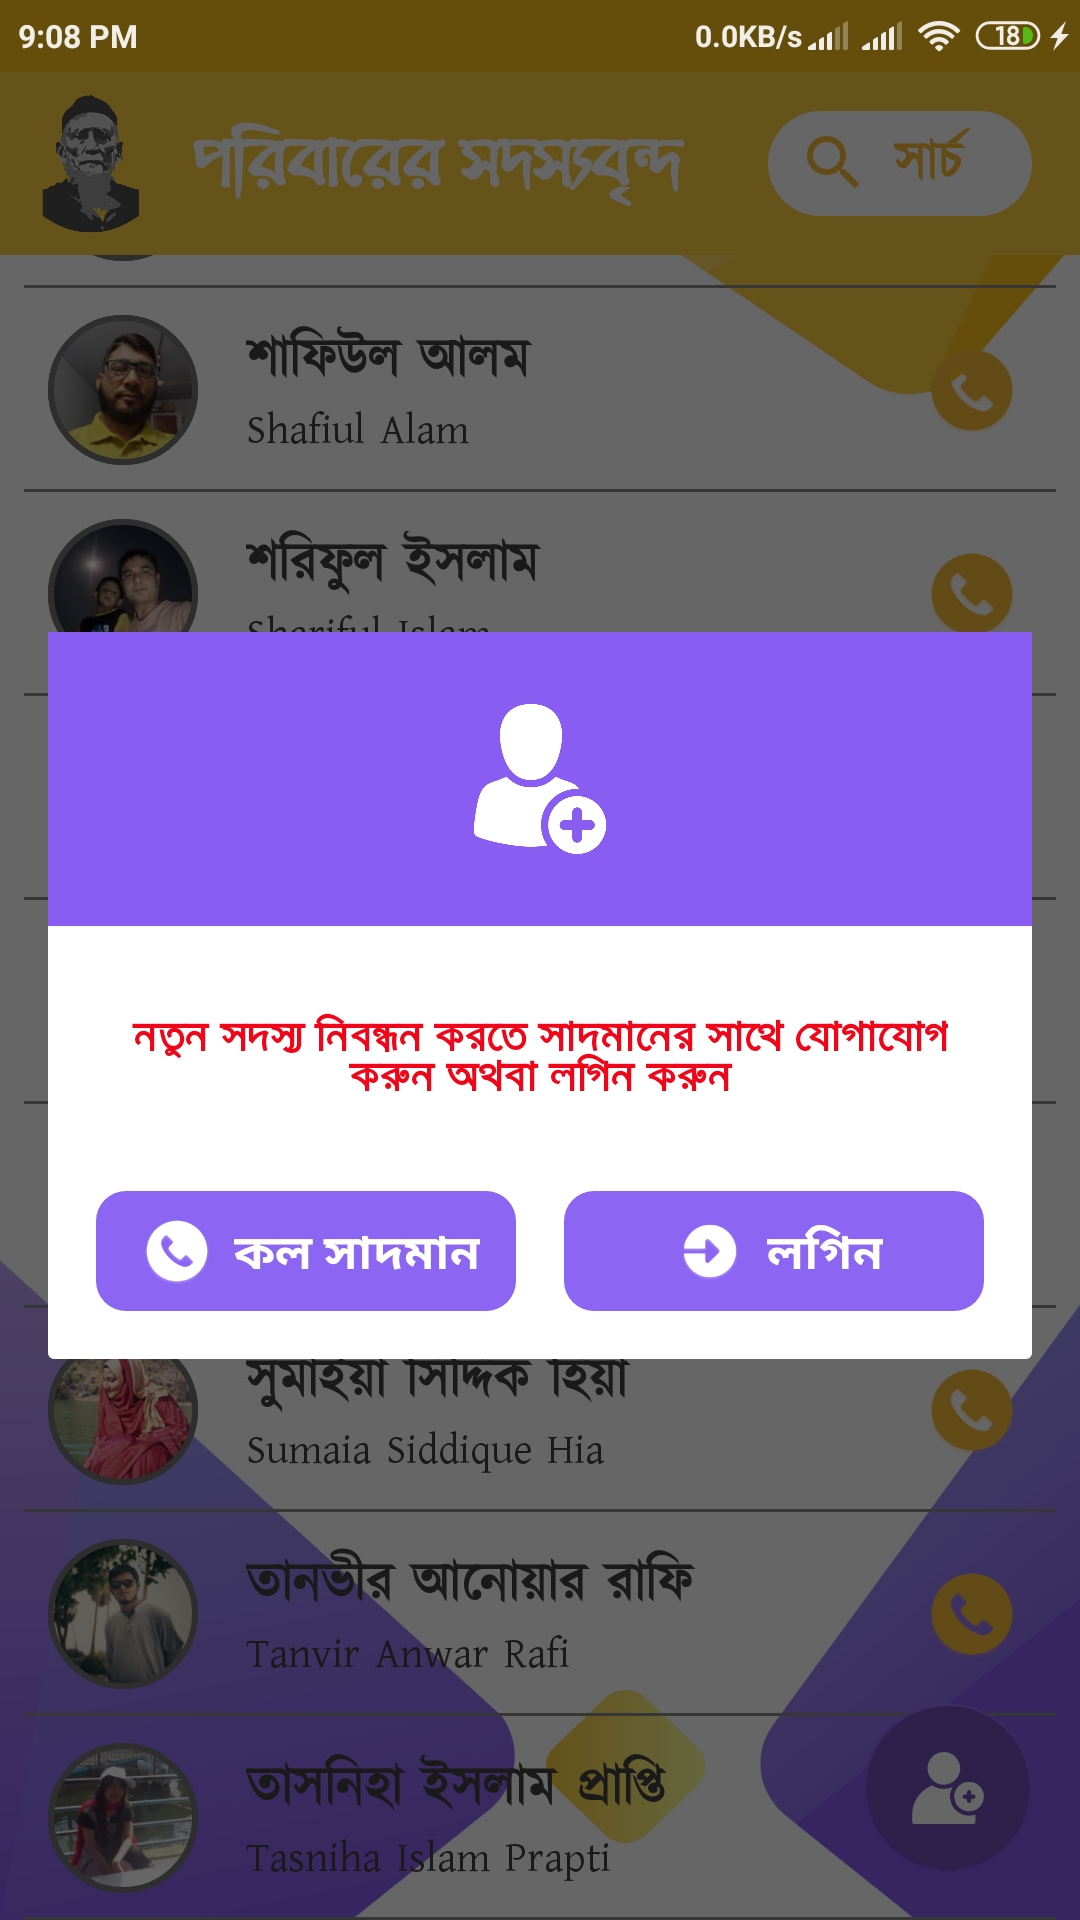 9:08 PM 0.0KB/s 18
পরিবারের সদস্যবৃন্দ
সার্চ
শাফিউল আলম
Shafiul Alam
শরিফুল ইসলাম
Shariful Islam
নতুন সদস্য নিবন্ধন করতে সাদমানের সাথে যোগাযোগ
করুন অথবা লগিন করুন
কল সাদমান
লগিন
সুমাইয়া সিদ্দিক হিয়া
Sumaia Siddique Hia
তানভীর আনোয়ার রাফি
Tanvir Anwar Rafi
তাসনিহা ইসলাম প্রাপ্তি
Tasniha Islam Prapti